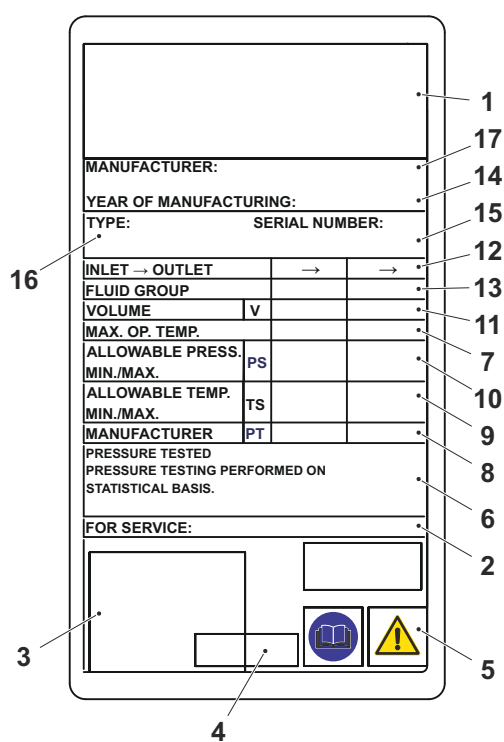 1
MANUFACTURER:
17
YEAR OF MANUFACTURING:
14
TYPE: SERIAL NUMBER:
15
16
INLET → OUTLET → →
12
FLUID GROUP
13
VOLUME V
11
MAX. OP. TEMP.
7
ALLOWABLE PRESS.
MIN./MAX.
PS
10
ALLOWABLE TEMP.
MIN./MAX.
TS
9
MANUFACTURER PT
8
PRESSURE TESTED
PRESSURE TESTING PERFORMED ON
STATISTICAL BASIS.
6
FOR SERVICE:
2
3
4
5